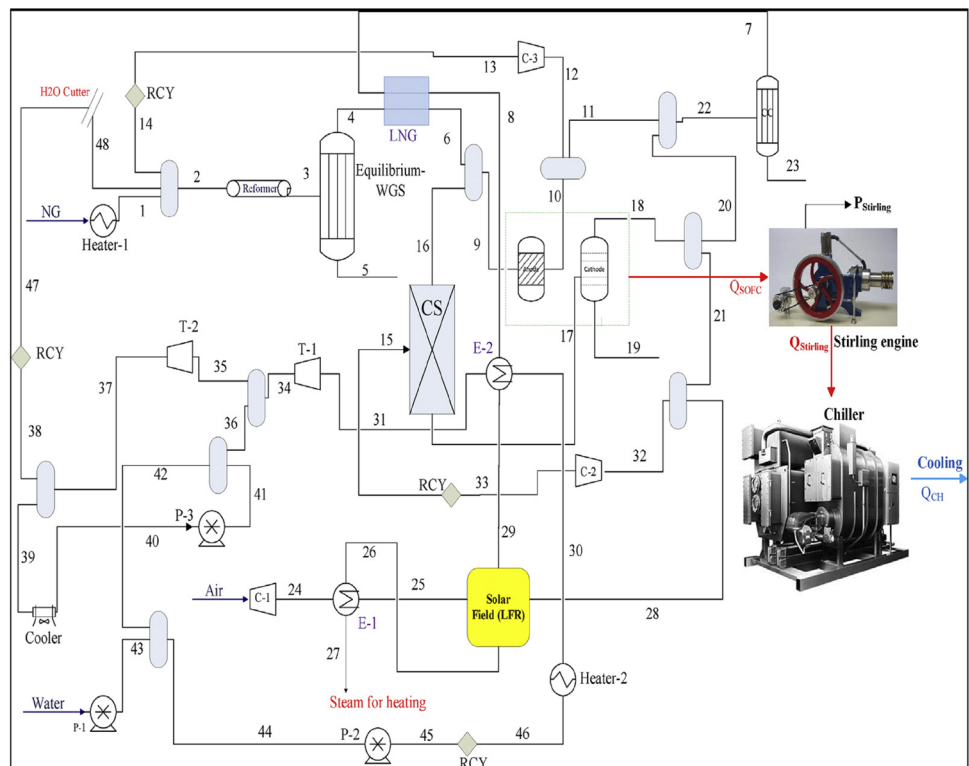 7
C-3
13
12
H2O Cutter
RCY
4
8
11
22
CC
14
LNG
6
48
Equilibrium-
WGS
23
2
Reformer
3
10
NG
1
Heater-1
16
9
18
20
P Stirling
Anode
Cathode
5
47
CS
QSOFC
21
T-2
15
E-2
17
19
QStirling
Stirling engine
RCY
35
T-1
34
37
31
Chiller
36
38
42
32
Cooling
41
RCY
33
C-2
QCH
P-3
39
40
29
30
26
Air
24
25
C-1
Solar
Field (LFR)
28
Cooler
E-1
43
27
Heater-2
Steam for heating
Water
P-1
44
P-2
45
46
RCY